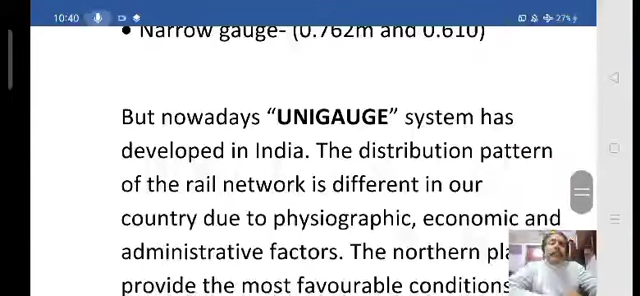 10:40
27%
• Narrow gauge- (0.762m and 0.610)
But nowadays “UNIGAUGE” system has
developed in India. The distribution pattern
of the rail network is different in our
country due to physiographic, economic and
administrative factors. The northern
provide the most favourable conditions